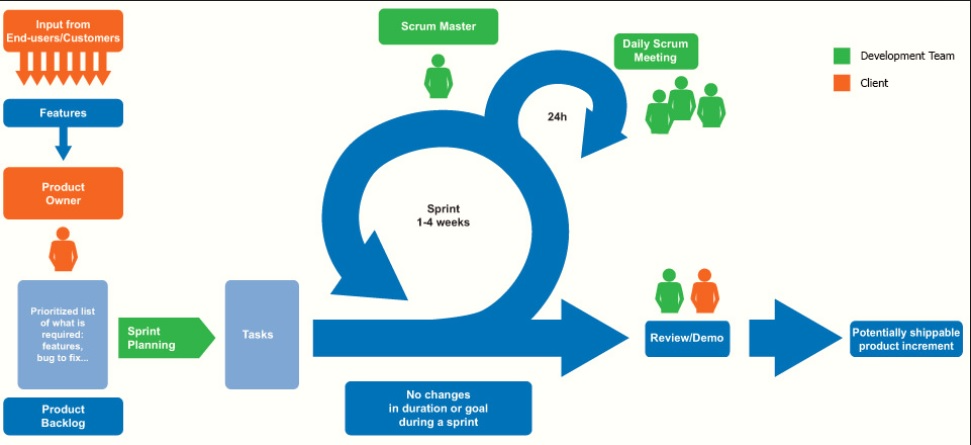 Input from
End-users/Customers
Features
Product
Owner
Prioritized list
of what is
required:
features,
bug to fix...
Product
Backlog
Sprint
Planning
Tasks
Scrum Master
Sprint
1-4 weeks
24h
Daily Scrum
Meeting
No changes
in duration or goal
during a sprint
Review/Demo
Potentially shippable
product increment
Development Team
Client